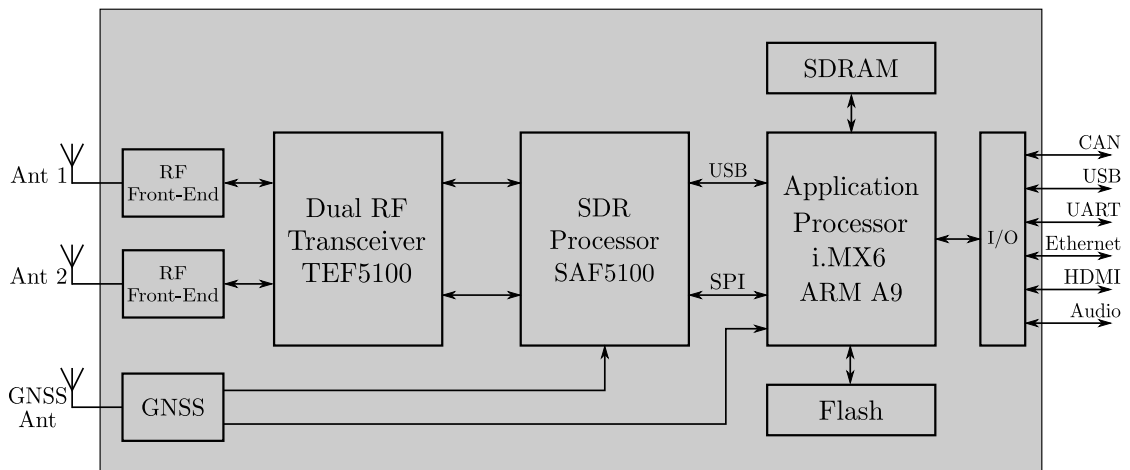 SDRAM
Ant 1
RF
Front-End
Dual RF
Transceiver
TEF5100
SDR
Processor
SAF5100
USB
SPI
Application
Processor
i.MX6
ARM A9
I/O
CAN
USB
UART
Ethernet
HDMI
Audio
Ant 2
RF
Front-End
GNSS
Ant
GNSS
Flash